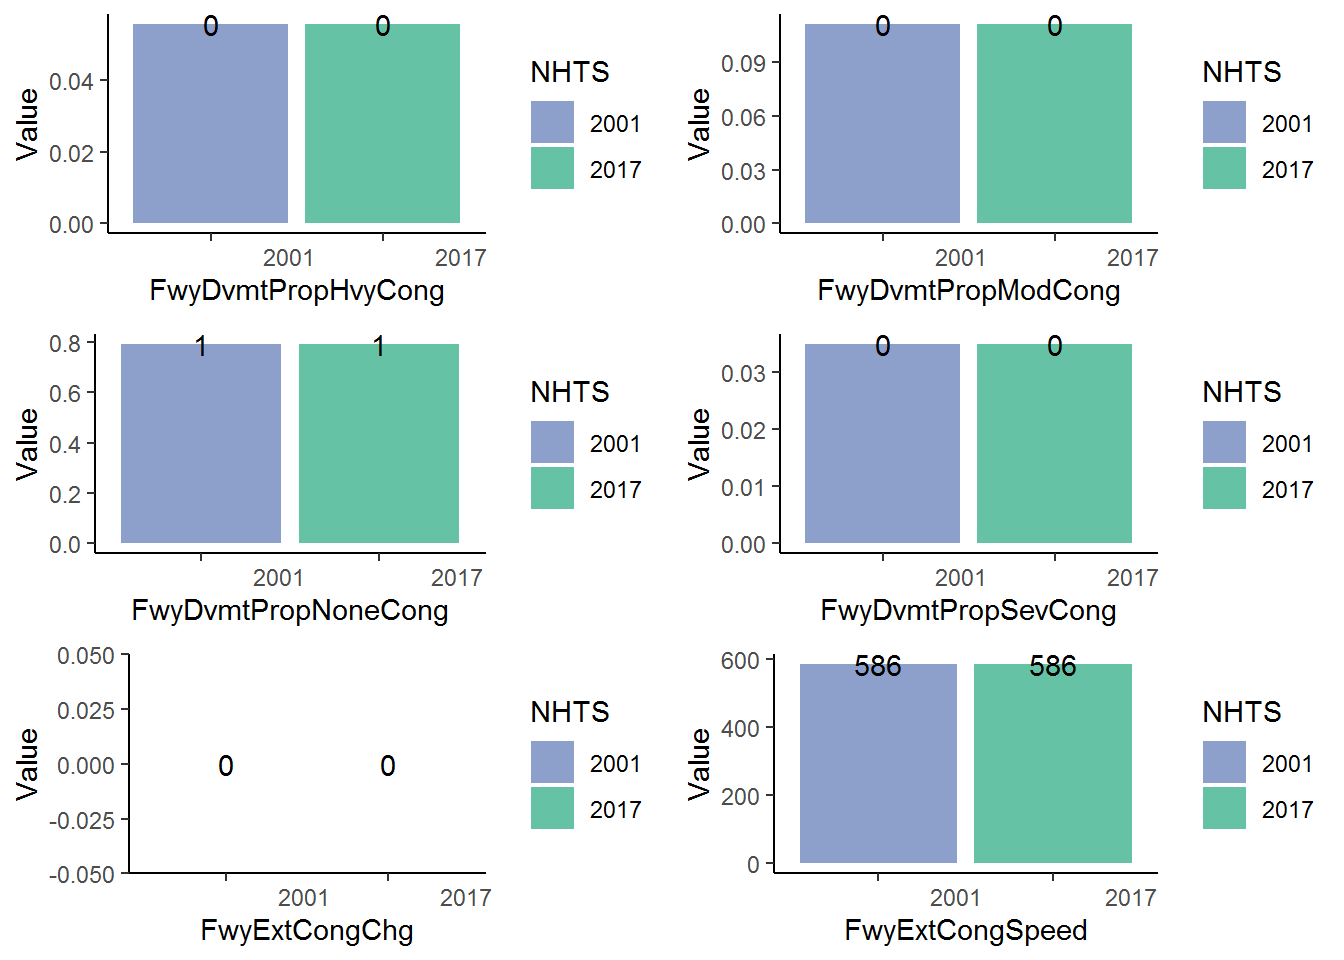 0 0
0.04
0.02
0.00
Value
2001 2017
FwyDvmtPropHvyCong
NHTS
2001
2017
0 0
0.09
0.06
0.03
0.00
Value
2001 2017
FwyDvmtPropModCong
NHTS
2001
2017
1 1
0.8
0.6
0.4
0.2
0.0
Value
2001 2017
FwyDvmtPropNoneCong
NHTS
2001
2017
0 0
0.03
0.02
0.01
0.00
Value
2001 2017
FwyDvmtPropSevCong
NHTS
2001
2017
0.050
0.025
0.000
-0.025
-0.050
0 0
Value
2001 2017
FwyExtCongChg
NHTS
2001
2017
586 586
600
400
200
0
Value
2001 2017
FwyExtCongSpeed
NHTS
2001
2017